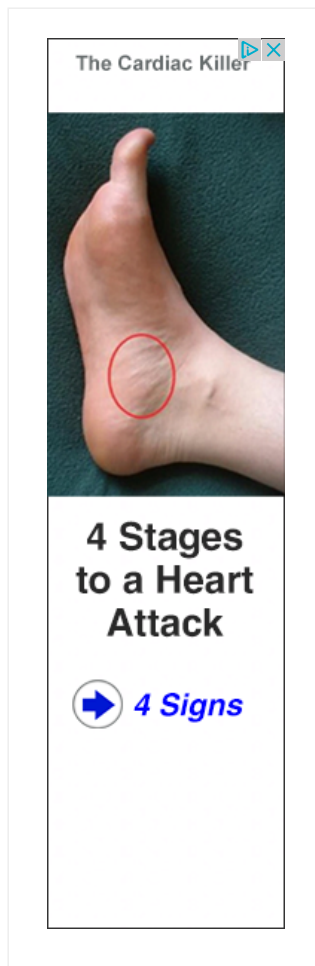 The Cardiac Killer
4 Stages
to a Heart
Attack
4 Signs